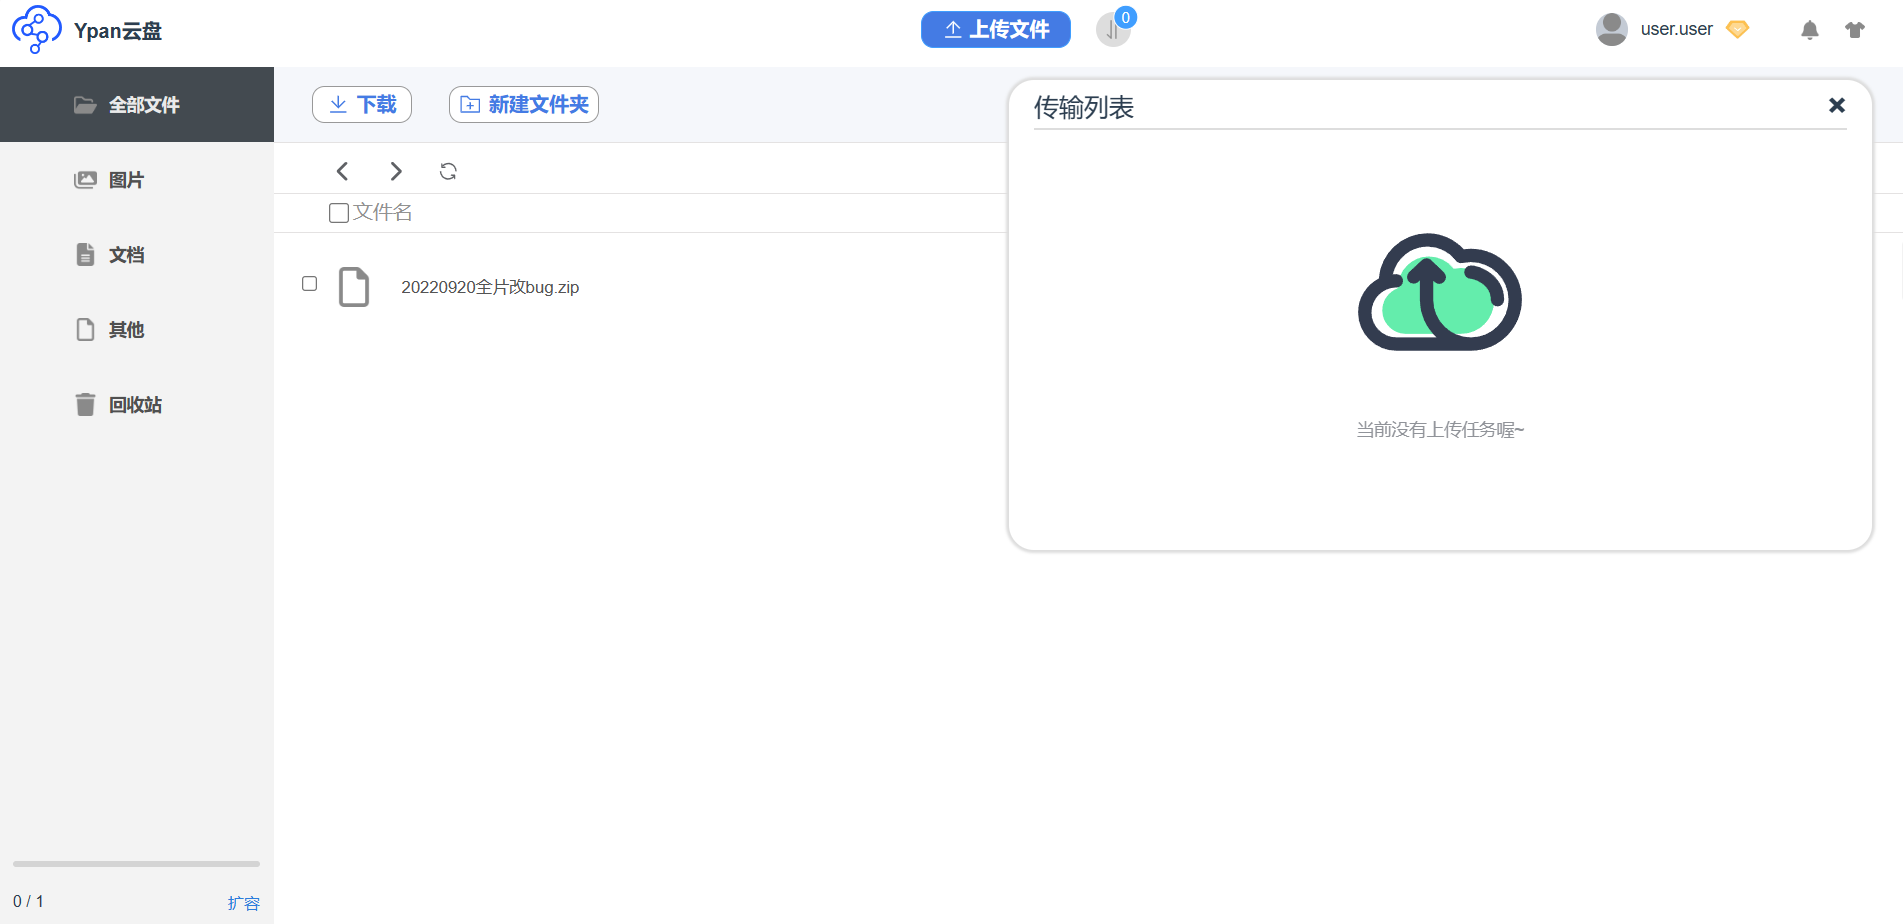 Ypan云盘
上传文件
0
user.user
全部文件
图片
文档
其他
回收站
0 / 1
扩容
下载
新建文件夹
文件名
20220920全片改bug.zip
传输列表
当前没有上传任务喔~